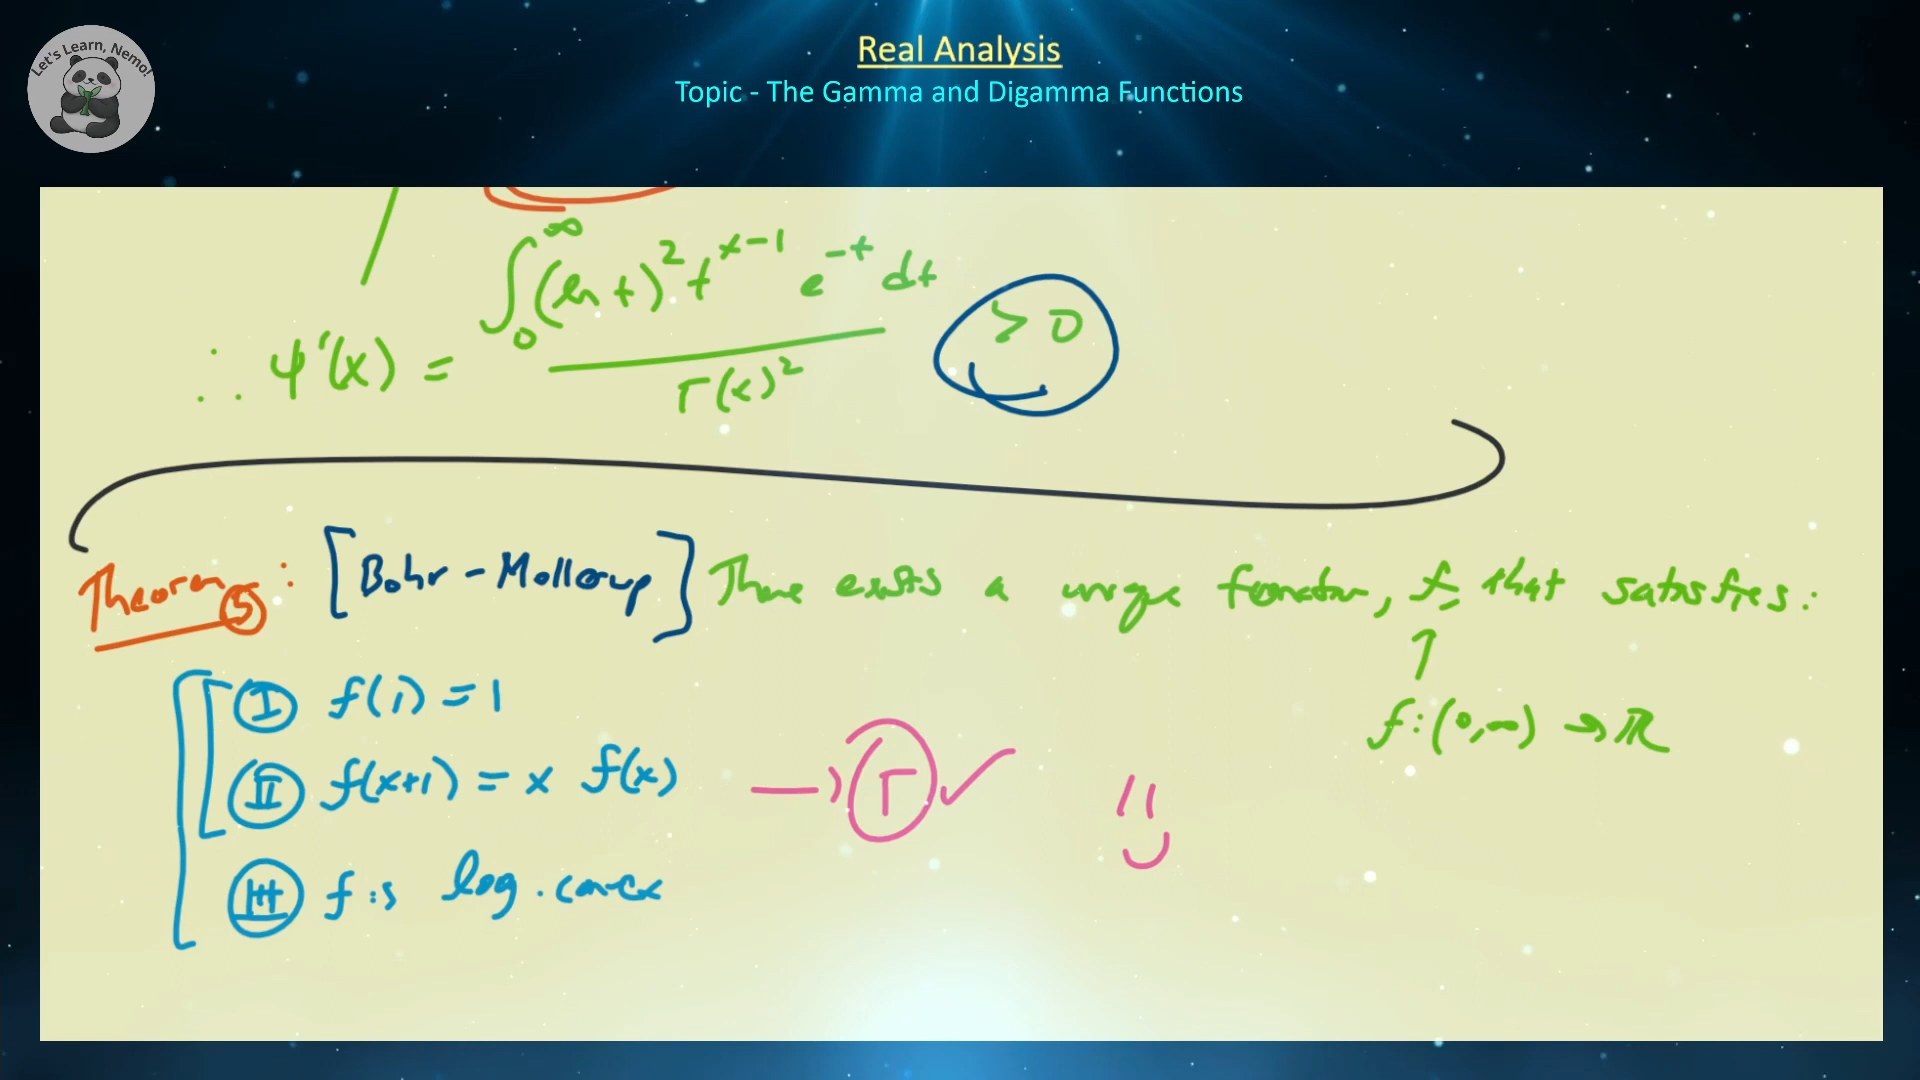 Let's Learn, Nemo!
Real Analysis
Topic - The Gamma and Digamma Functions
∴ ψ'(x) = ∫₀^∞ (ln t)² t^(x-1) e^(-t) dt / Γ(x)² > 0
Theorem 5: [Bohr - Mollerup] There exists a unique function, f that satisfies:
↑
f: (0,∞) → ℝ
I f(1) = 1
II f(x+1) = x f(x) → Γ ✓
III f is log. convex